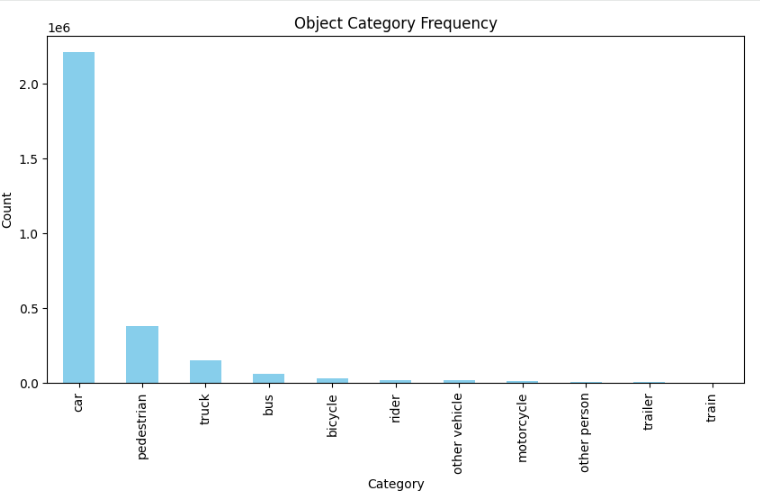 Object Category Frequency
1e6
2.0
1.5
1.0
0.5
0.0
Count
car
pedestrian
truck
bus
bicycle
rider
other vehicle
motorcycle
other person
trailer
train
Category